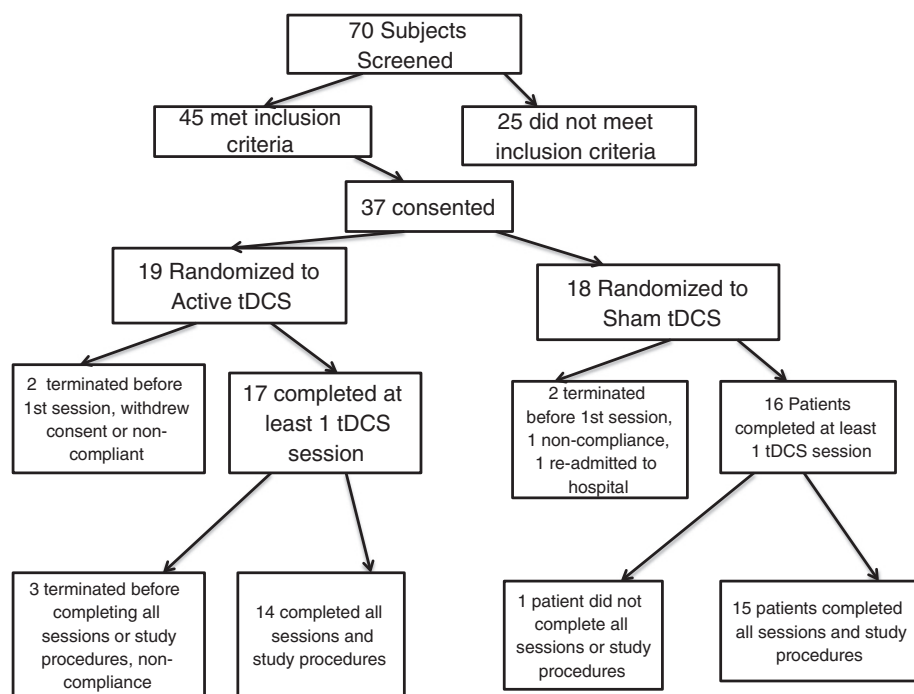 70 Subjects
Screened
45 met inclusion
criteria
25 did not meet
inclusion criteria
37 consented
19 Randomized to
Active tDCS
18 Randomized to
Sham tDCS
2 terminated before
1st session, withdrew
consent or non-
compliant
17 completed at
least 1 tDCS
session
2 terminated
before 1st session,
1 non-compliance,
1 re-admitted to
hospital
16 Patients
completed at least
1 tDCS session
3 terminated before
completing all
sessions or study
procedures, non-
compliance
14 completed all
sessions and
study procedures
1 patient did not
complete all
sessions or study
procedures
15 patients completed
all sessions and study
procedures